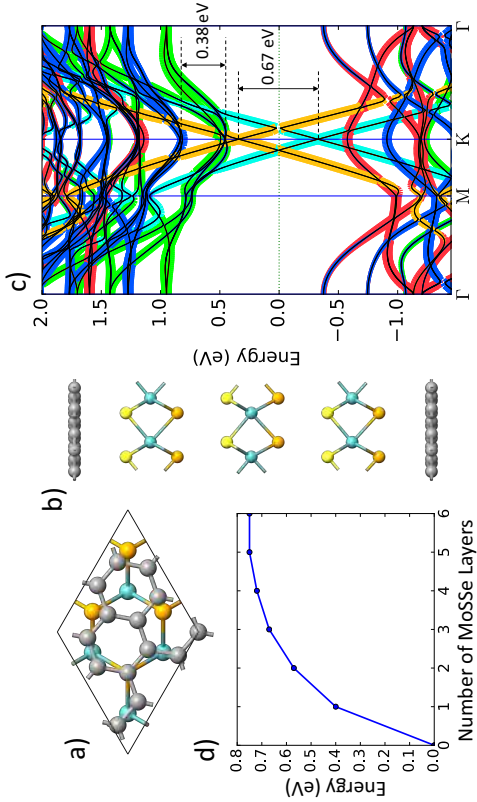 a)
b)
c)
2.0
1.5
1.0
0.5
0.0
−0.5
−1.0
Energy (eV)
Γ
M
K
Γ
0.38 eV
0.67 eV
d)
0.8
0.7
0.6
0.5
0.4
0.3
0.2
0.1
0.0
Energy (eV)
0 1 2 3 4 5 6
Number of MoSSe Layers